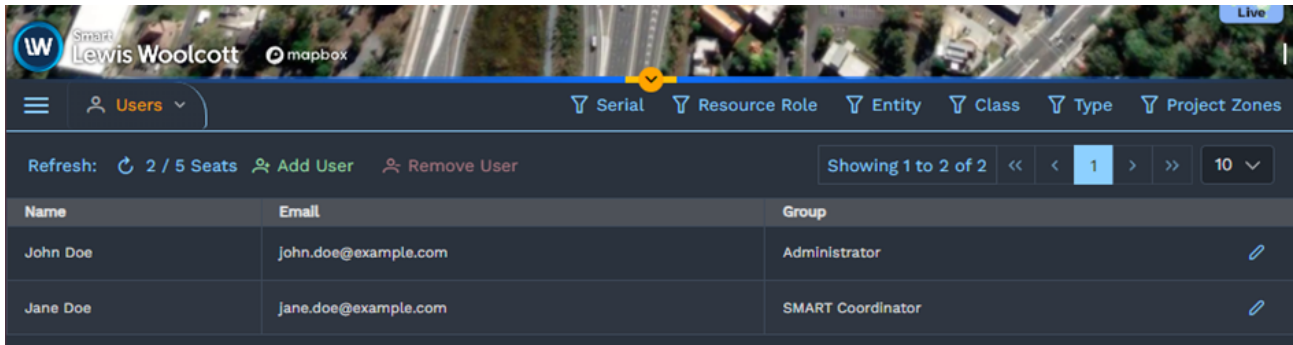 Live
Smart
Lewis Woolcott
mapbox
Users
Serial
Resource Role
Entity
Class
Type
Project Zones
Refresh: 2 / 5 Seats Add User Remove User
Showing 1 to 2 of 2 << < 1 > >> 10
Name Email Group
John Doe john.doe@example.com Administrator
Jane Doe jane.doe@example.com SMART Coordinator